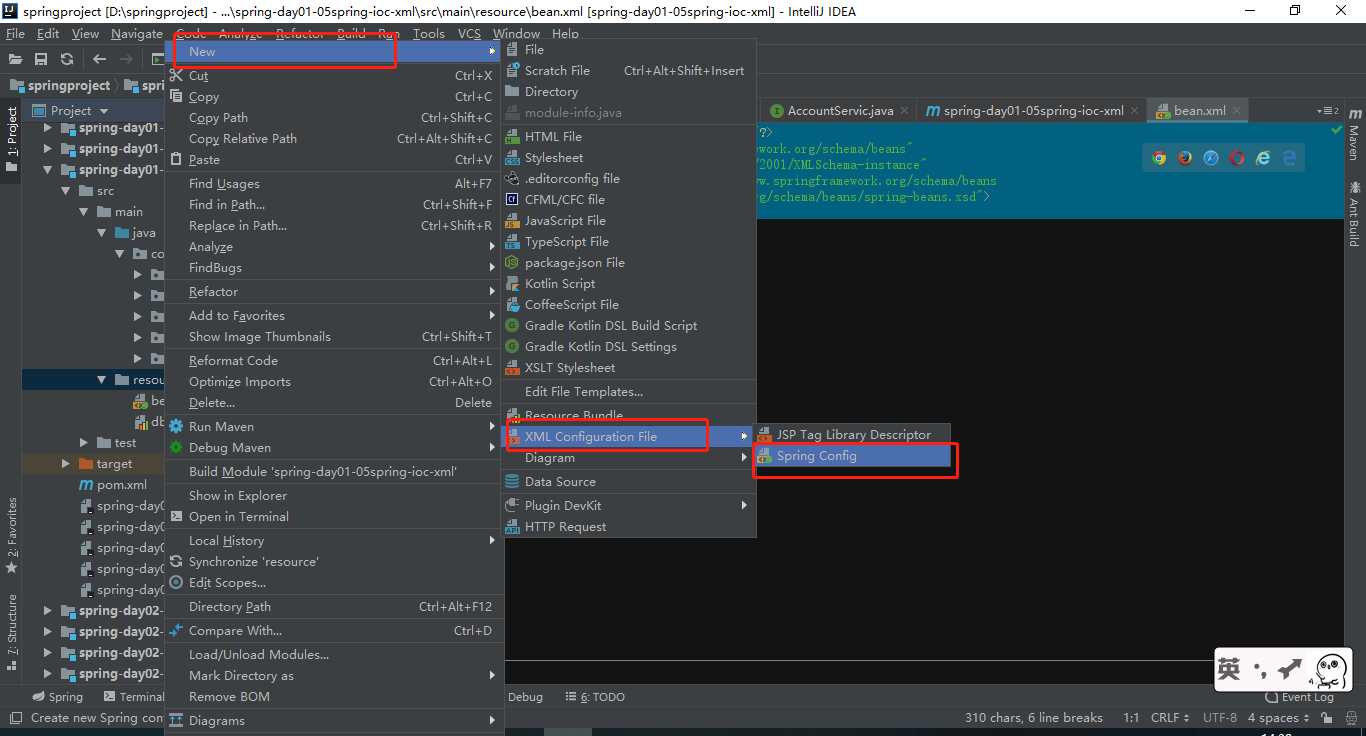 springproject [D:\springproject] - ...\spring-day01-05spring-ioc-xml\src\main\resource\bean.xml [spring-day01-05spring-ioc-xml] - IntelliJ IDEA
File Edit View Navigate Code Analyze Refactor Build Run Tools VCS Window Help
springproject
1: Project
Project
spring-day01-
spring-day01-
spring-day01-
src
main
java
test
target
pom.xml
spring-day0
spring-day0
spring-day0
spring-day0
spring-day0
spring-day02-
spring-day02-
spring-day02-
spring-day02-
2: Favorites
7: Structure
New
Cut Ctrl+X
Copy Ctrl+C
Copy Path Ctrl+Shift+C
Copy Relative Path Ctrl+Alt+Shift+C
Paste Ctrl+V
Find Usages Alt+F7
Find in Path... Ctrl+Shift+F
Replace in Path... Ctrl+Shift+R
Analyze
FindBugs
Refactor
Add to Favorites
Show Image Thumbnails Ctrl+Shift+T
Reformat Code Ctrl+Alt+L
Optimize Imports Ctrl+Alt+O
Delete... Delete
Run Maven
Debug Maven
Build Module 'spring-day01-05spring-ioc-xml'
Show in Explorer
Open in Terminal
Local History
Synchronize 'resource'
Edit Scopes...
Directory Path Ctrl+Alt+F12
Compare With... Ctrl+D
Load/Unload Modules...
Mark Directory as
Remove BOM
Diagrams
File
Scratch File Ctrl+Alt+Shift+Insert
Directory
module-info.java
HTML File
Stylesheet
.editorconfig file
CFML/CFC file
JavaScript File
TypeScript File
package.json File
Kotlin Script
CoffeeScript File
Gradle Kotlin DSL Build Script
Gradle Kotlin DSL Settings
XSLT Stylesheet
Edit File Templates...
Resource Bundle
XML Configuration File
Diagram
Data Source
Plugin DevKit
HTTP Request
JSP Tag Library Descriptor
Spring Config
AccountServic.java
spring-day01-05spring-ioc-xml
bean.xml
?>
work.org/schema/beans"
/2001/XMLSchema-instance"
ww.springframework.org/schema/beans
rg/schema/beans/spring-beans.xsd">
Maven
Ant Build
英
Spring
Terminal
Debug
6: TODO
Event Log
Create new Spring con
310 chars, 6 line breaks 1:1 CRLF UTF-8 4 spaces